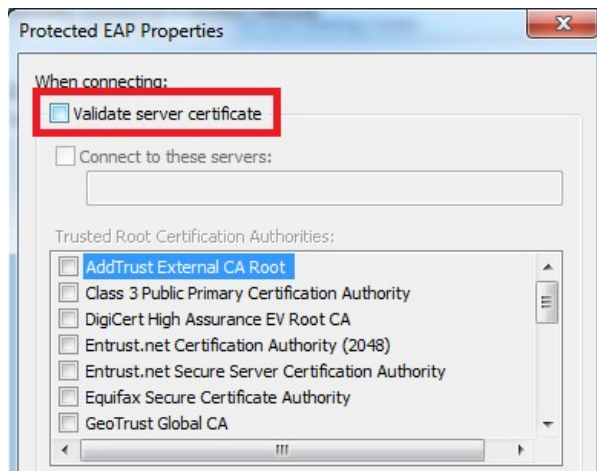 Protected EAP Properties
When connecting:
Validate server certificate
Connect to these servers:
Trusted Root Certification Authorities:
AddTrust External CA Root
Class 3 Public Primary Certification Authority
DigiCert High Assurance EV Root CA
Entrust.net Certification Authority (2048)
Entrust.net Secure Server Certification Authority
Equifax Secure Certificate Authority
GeoTrust Global CA